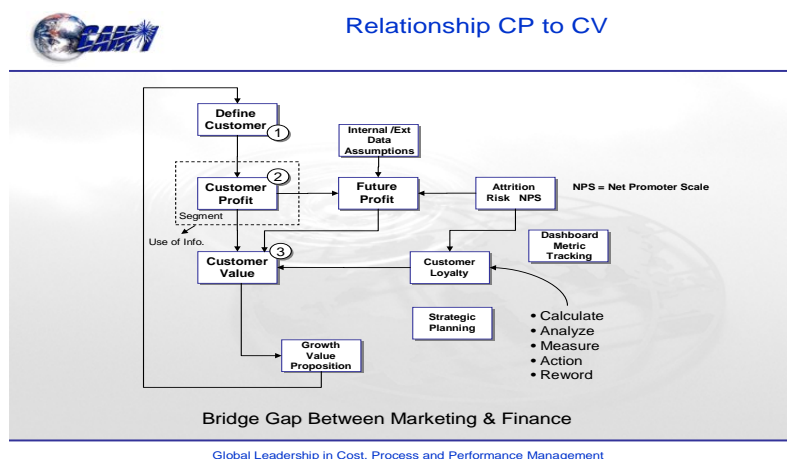 CAM-I
Relationship CP to CV
Define
Customer
1
Internal /Ext
Data
Assumptions
2
Customer
Profit
Future
Profit
Attrition
Risk NPS
NPS = Net Promoter Scale
Segment
Use of Info.
3
Customer
Value
Customer
Loyalty
Dashboard
Metric
Tracking
Strategic
Planning
• Calculate
• Analyze
• Measure
• Action
• Reword
Growth
Value
Proposition
Bridge Gap Between Marketing & Finance
Global Leadership in Cost, Process and Performance Management